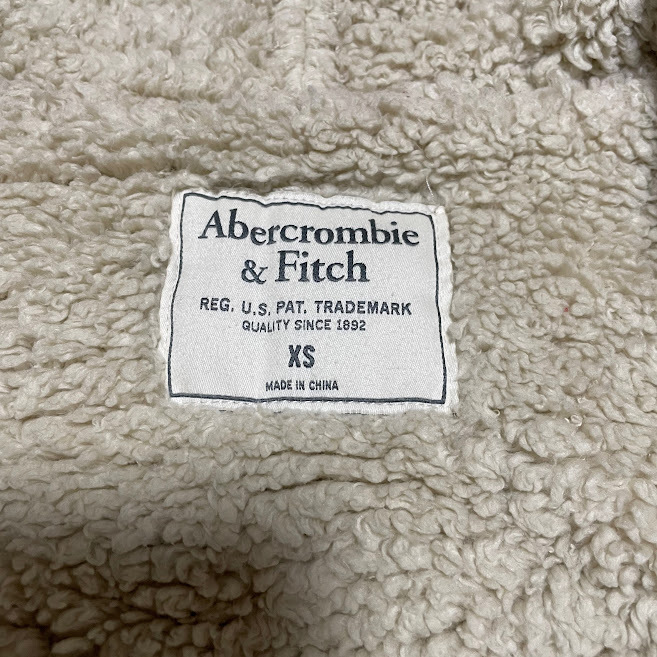 Abercrombie
& Fitch
REG. U.S. PAT. TRADEMARK
QUALITY SINCE 1892
XS
MADE IN CHINA